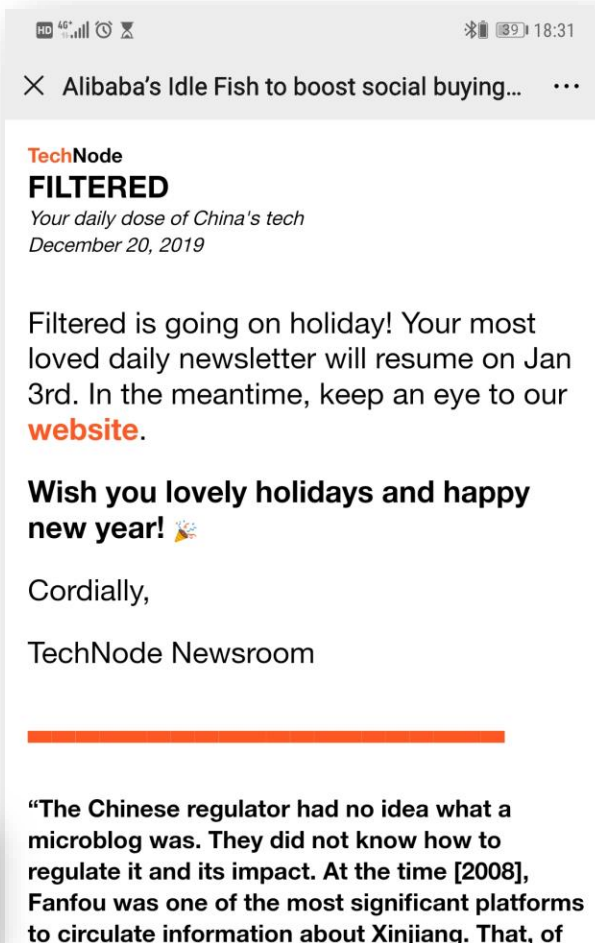 HD 4G+ 39 18:31
Alibaba’s Idle Fish to boost social buying...
TechNode
FILTERED
Your daily dose of China's tech
December 20, 2019
Filtered is going on holiday! Your most
loved daily newsletter will resume on Jan
3rd. In the meantime, keep an eye to our
website.
Wish you lovely holidays and happy
new year! 🎉
Cordially,
TechNode Newsroom
“The Chinese regulator had no idea what a
microblog was. They did not know how to
regulate it and its impact. At the time [2008],
Fanfou was one of the most significant platforms
to circulate information about Xinjiang. That, of